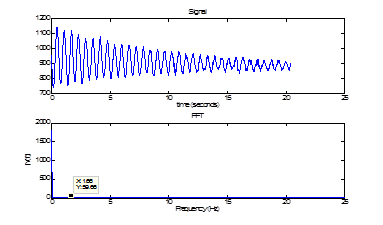 Signal
1200
1100
1000
900
800
700
0 5 10 15 20 25
time (seconds)
FFT
2000
1500
1000
500
0
0 5 10 15 20 25
Frequency (Hz)
X: 1.66
Y: 59.66